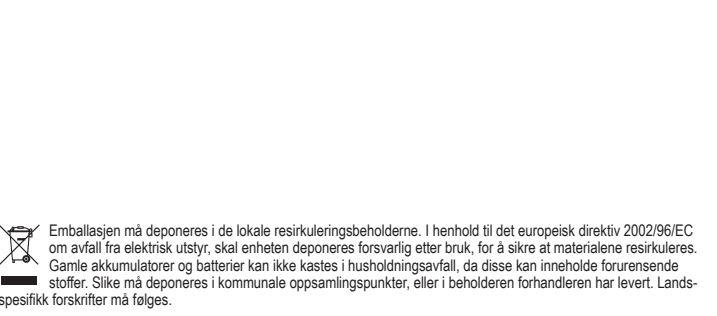 Emballasjen må deponeres i de lokale resirkuleringsbeholderne. I henhold til det europeisk direktiv 2002/96/EC
om avfall fra elektrisk utstyr, skal enheten deponeres forsvarlig etter bruk, for å sikre at materialene resirkuleres.
Gamle akkumulatorer og batterier kan ikke kastes i husholdningsavfall, da disse kan inneholde forurensende
stoffer. Slike må deponeres i kommunale oppsamlingspunkter, eller i beholderen forhandleren har levert. Lands-
spesifikk forskrifter må følges.